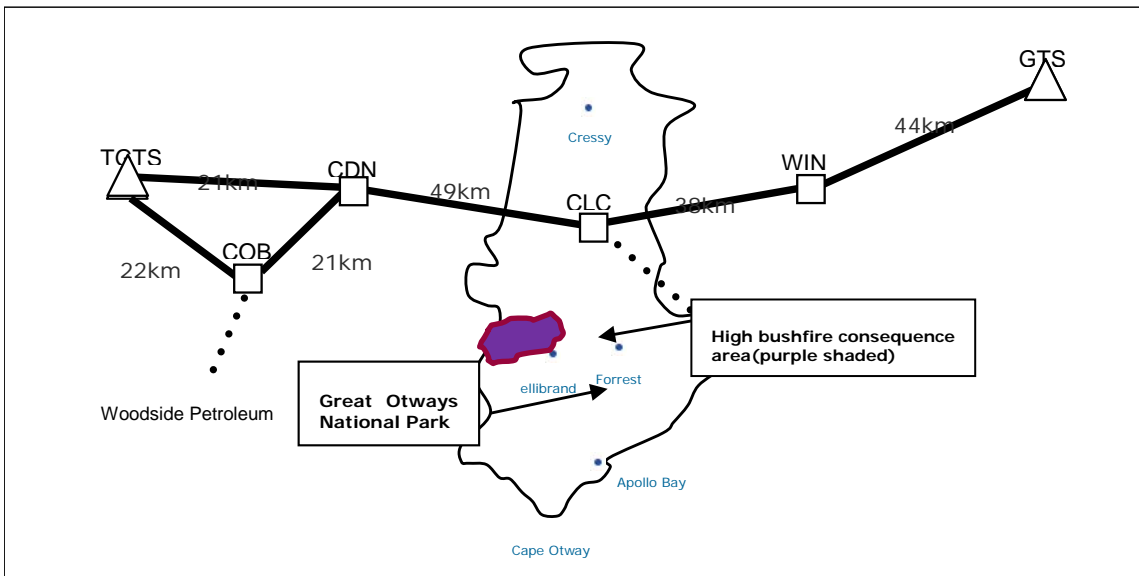 GTS
44km
Cressy
TGTS
CDN
WIN
21km
49km
CLC
38km
COB
22km
21km
High bushfire consequence
area(purple shaded)
ellibrand
Forrest
Great Otways
National Park
Woodside Petroleum
Apollo Bay
Cape Otway